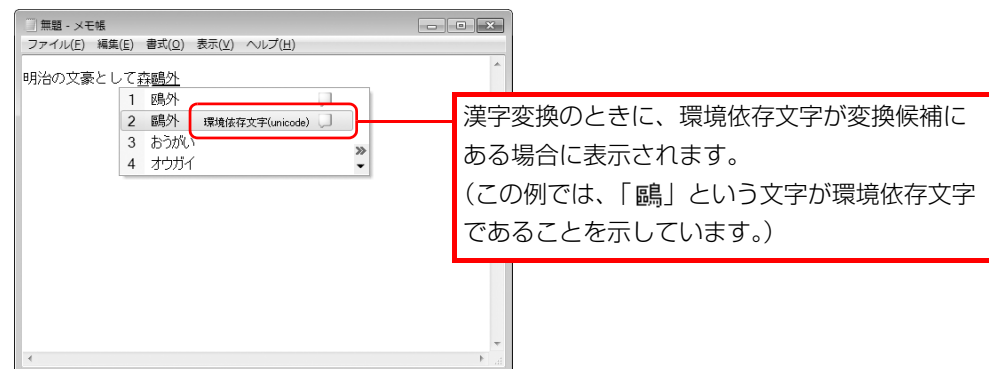 無題 - メモ帳
ファイル(F) 編集(E) 書式(O) 表示(V) ヘルプ(H)
明治の文豪として森鷗外
1 鴎外
2 鷗外 環境依存文字(unicode)
3 おうがい
4 オウガイ
漢字変換のときに、環境依存文字が変換候補に
ある場合に表示されます。
(この例では、「鷗」という文字が環境依存文字
であることを示しています。)